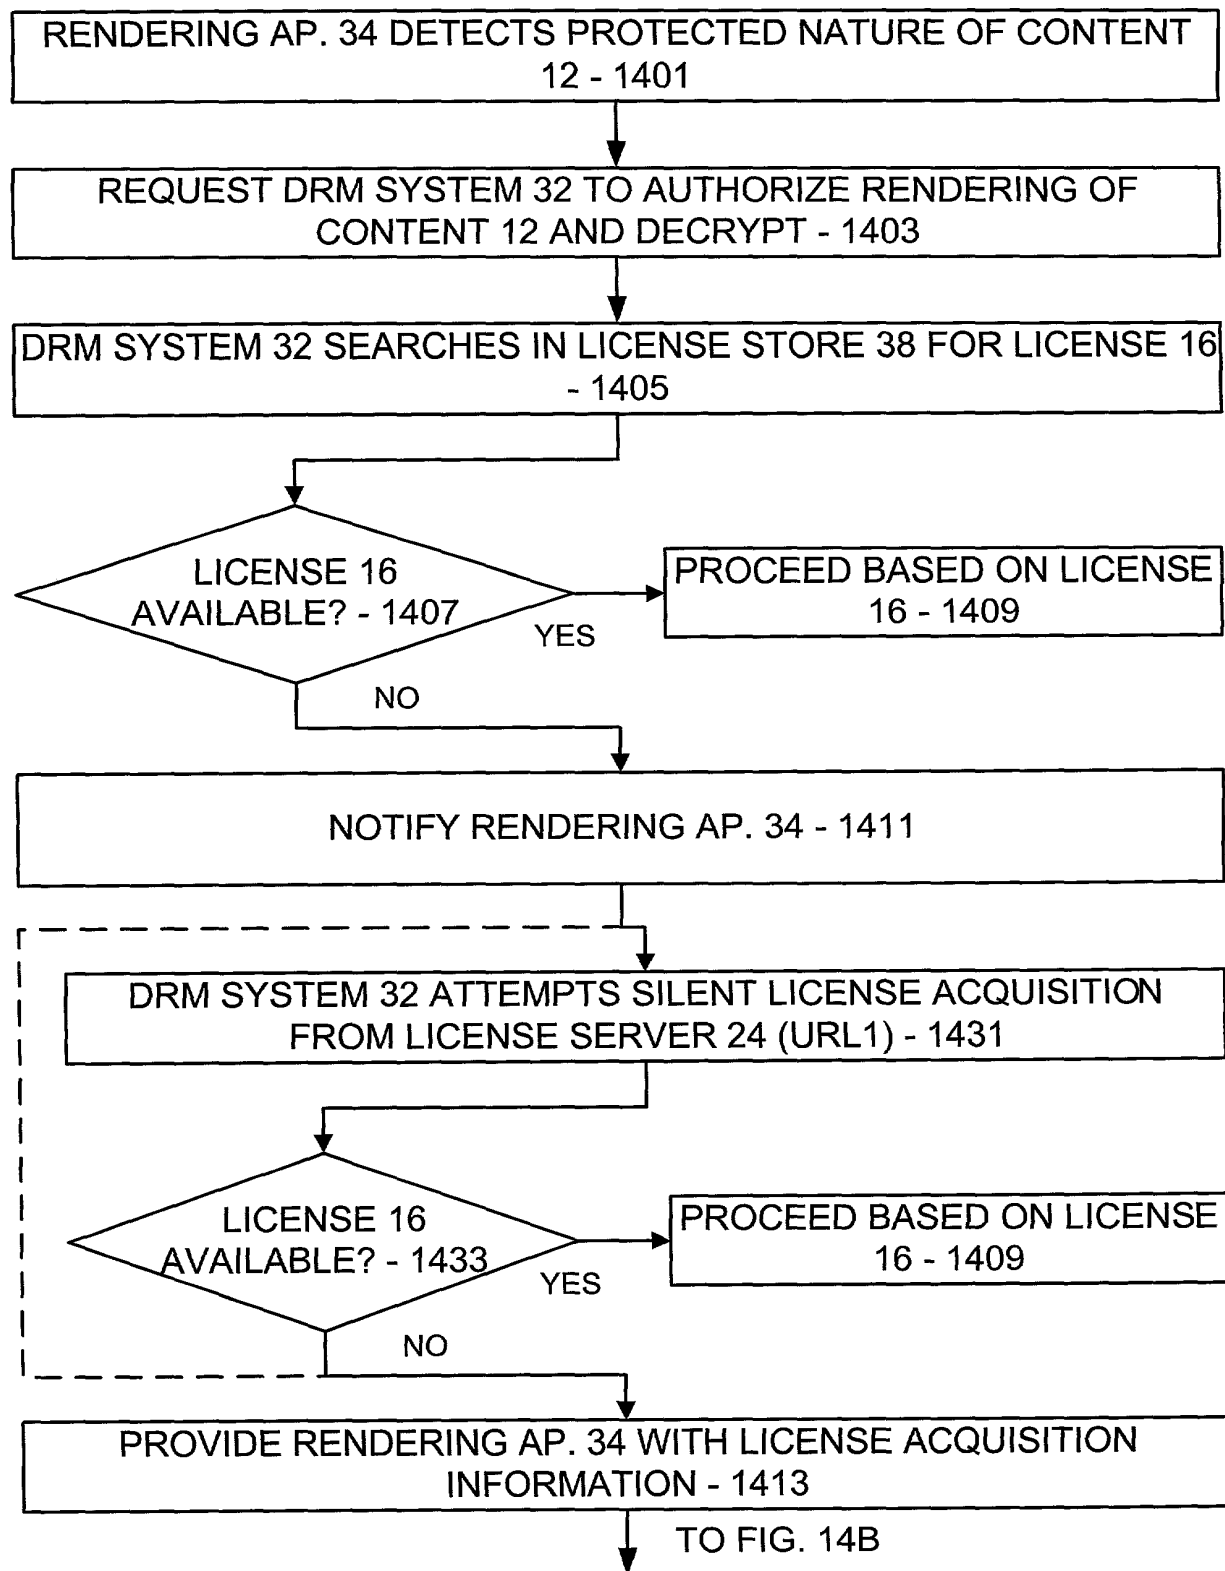 RENDERING AP. 34 DETECTS PROTECTED NATURE OF CONTENT
12 - 1401
REQUEST DRM SYSTEM 32 TO AUTHORIZE RENDERING OF
CONTENT 12 AND DECRYPT - 1403
DRM SYSTEM 32 SEARCHES IN LICENSE STORE 38 FOR LICENSE 16
- 1405
LICENSE 16
AVAILABLE? - 1407
YES
PROCEED BASED ON LICENSE
16 - 1409
NO
NOTIFY RENDERING AP. 34 - 1411
DRM SYSTEM 32 ATTEMPTS SILENT LICENSE ACQUISITION
FROM LICENSE SERVER 24 (URL1) - 1431
LICENSE 16
AVAILABLE? - 1433
YES
PROCEED BASED ON LICENSE
16 - 1409
NO
PROVIDE RENDERING AP. 34 WITH LICENSE ACQUISITION
INFORMATION - 1413
TO FIG. 14B